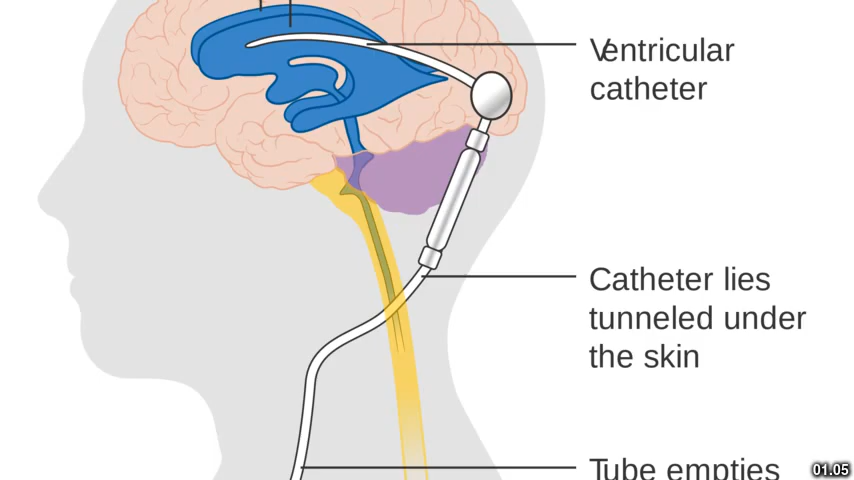 Ventricular
catheter
Catheter lies
tunneled under
the skin
Tube empties
01.05